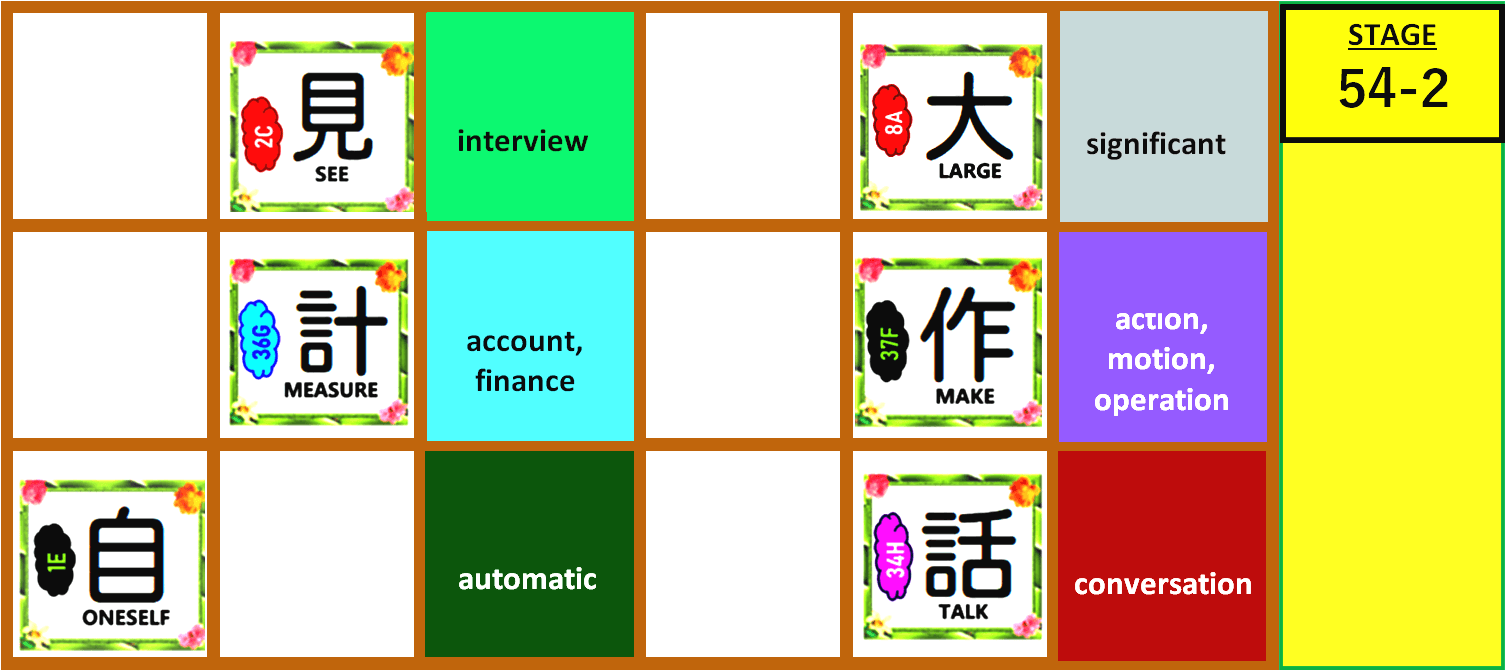 2C
見
SEE
interview
8A
大
LARGE
significant
STAGE
54-2
36G
計
MEASURE
account,
finance
37F
作
MAKE
action,
motion,
operation
1E
自
ONESELF
automatic
34H
話
TALK
conversation